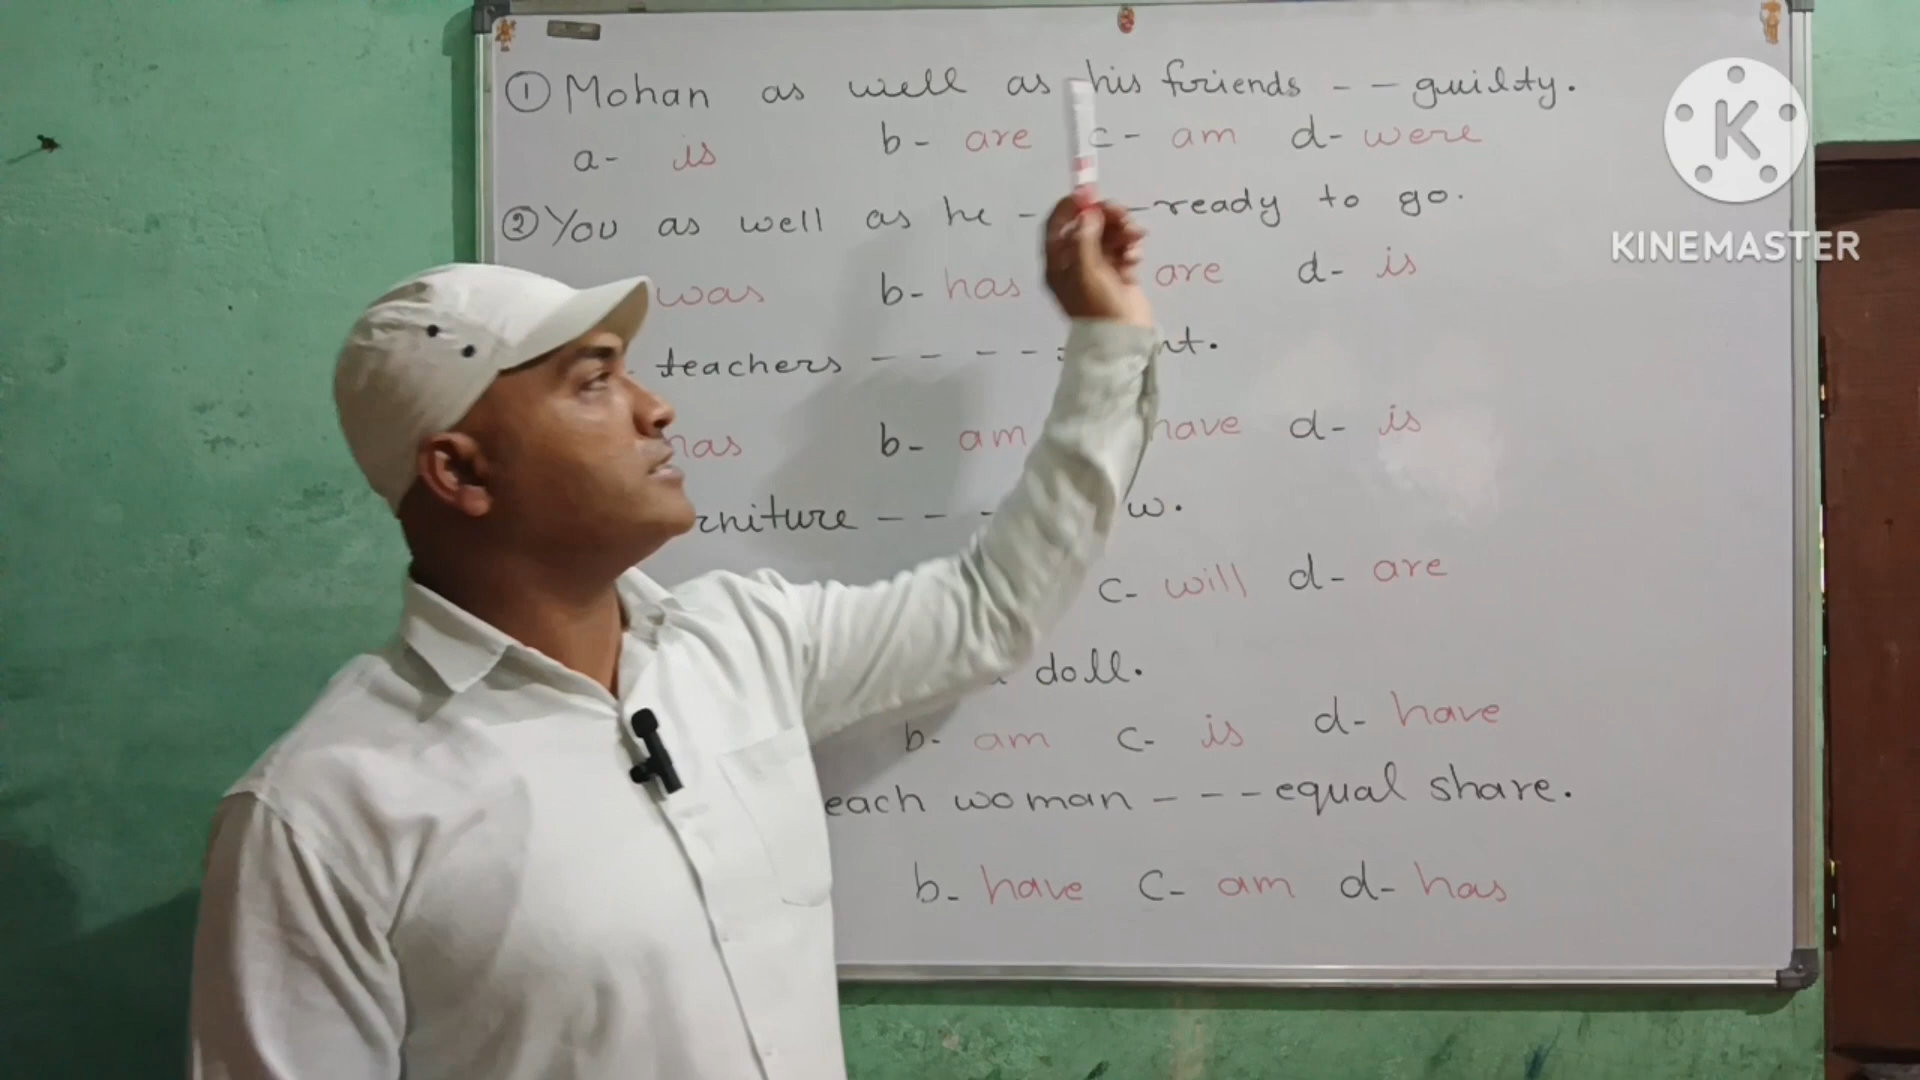 ① Mohan as well as his friends - - guilty.
a- is b- are c- am d- were
② You as well as he - - ready to go.
was b- has are d- is
teachers - - - -
has b- am have d- is
- - -
c- will d- are
doll.
b- am c- is d- have
each woman - - - equal share.
b- have c- am d- has
K
KINEMASTER